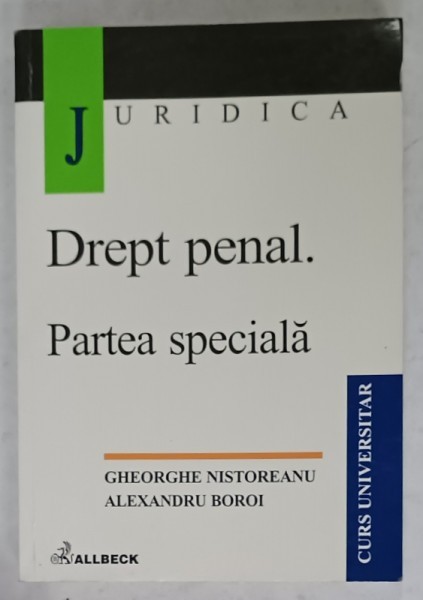 JURIDICA
Drept penal.
Partea specială
GHEORGHE NISTOREANU
ALEXANDRU BOROI
CURS UNIVERSITAR
ALLBECK